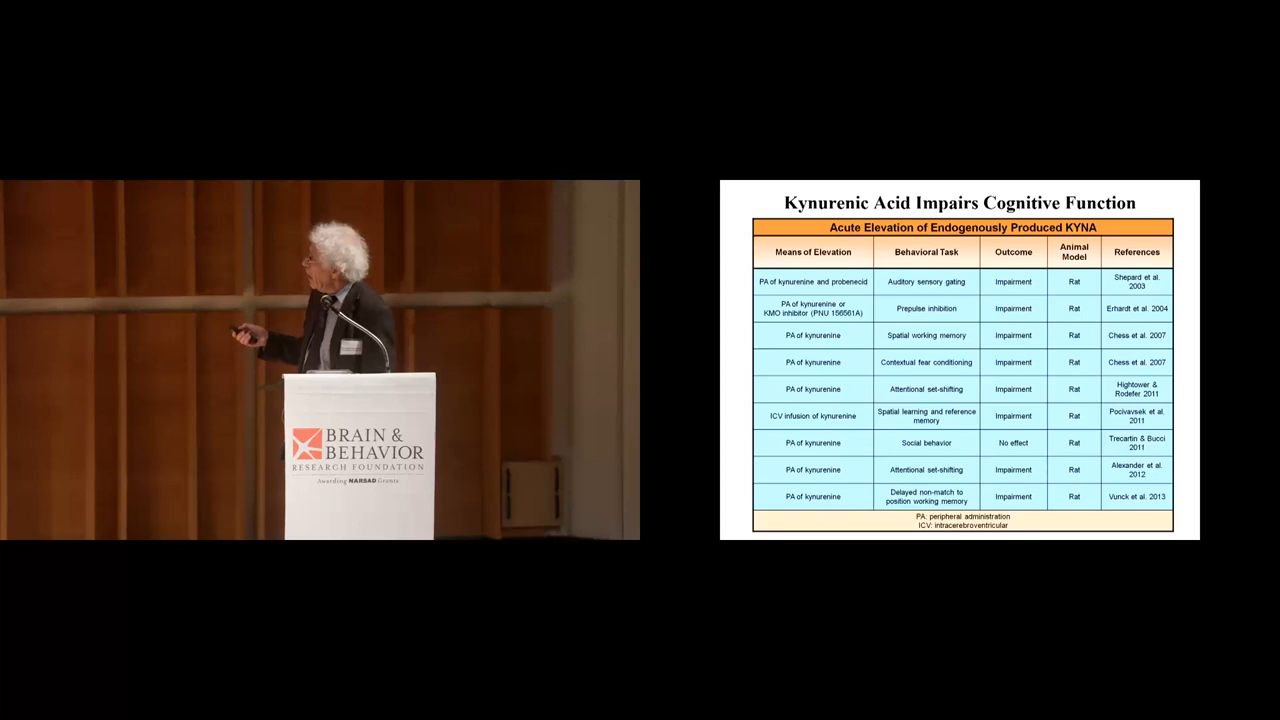 BRAIN &
BEHAVIOR
RESEARCH FOUNDATION
Awarding NARSAD Grants
Kynurenic Acid Impairs Cognitive Function
Acute Elevation of Endogenously Produced KYNA
Means of Elevation
Behavioral Task
Outcome
Animal
Model
References
PA of kynurenine and probenecid
Auditory sensory gating
Impairment
Rat
Shepard et al.
2003
PA of kynurenine or
KMO inhibitor (PNU 156561A)
Prepulse inhibition
Impairment
Rat
Erhardt et al. 2004
PA of kynurenine
Spatial working memory
Impairment
Rat
Chess et al. 2007
PA of kynurenine
Contextual fear conditioning
Impairment
Rat
Chess et al. 2007
PA of kynurenine
Attentional set-shifting
Impairment
Rat
Hightower &
Rodefer 2011
ICV infusion of kynurenine
Spatial learning and reference
memory
Impairment
Rat
Pocivavsek et al.
2011
PA of kynurenine
Social behavior
No effect
Rat
Trecartin & Bucci
2011
PA of kynurenine
Attentional set-shifting
Impairment
Rat
Alexander et al.
2012
PA of kynurenine
Delayed non-match to
position working memory
Impairment
Rat
Vunck et al. 2013
PA: peripheral administration
ICV: intracerebroventricular